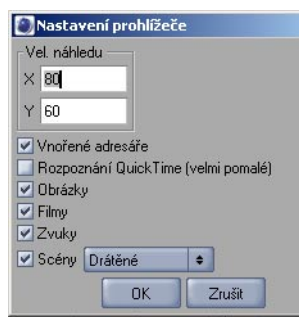 Nastavení prohlížeče
Vel. náhledu
X 80
Y 60
Vnořené adresáře
Rozpoznání QuickTime (velmi pomalé)
Obrázky
Filmy
Zvuky
Scény Drátěné
OK Zrušit